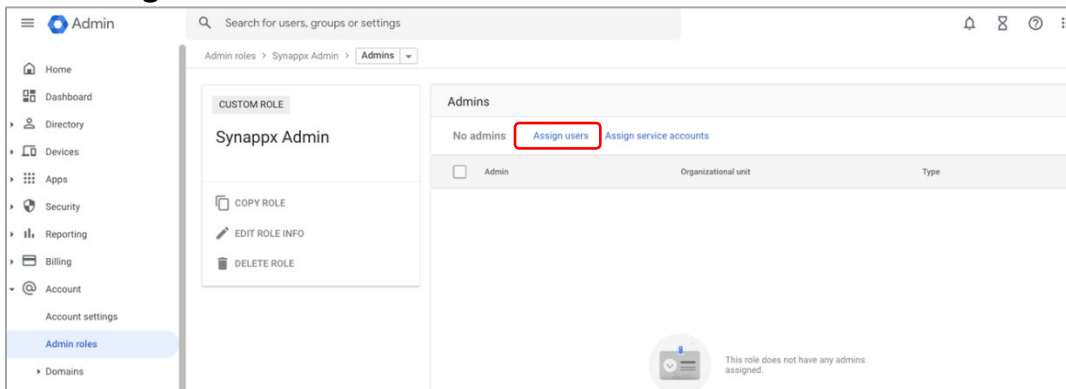 Admin
Search for users, groups or settings
Admin roles > Synappx Admin > Admins
Home
Dashboard
Directory
Devices
Apps
Security
Reporting
Billing
Account
Account settings
Admin roles
Domains
CUSTOM ROLE
Synappx Admin
COPY ROLE
EDIT ROLE INFO
DELETE ROLE
Admins
No admins Assign users Assign service accounts
Admin Organizational unit Type
This role does not have any admins
assigned.